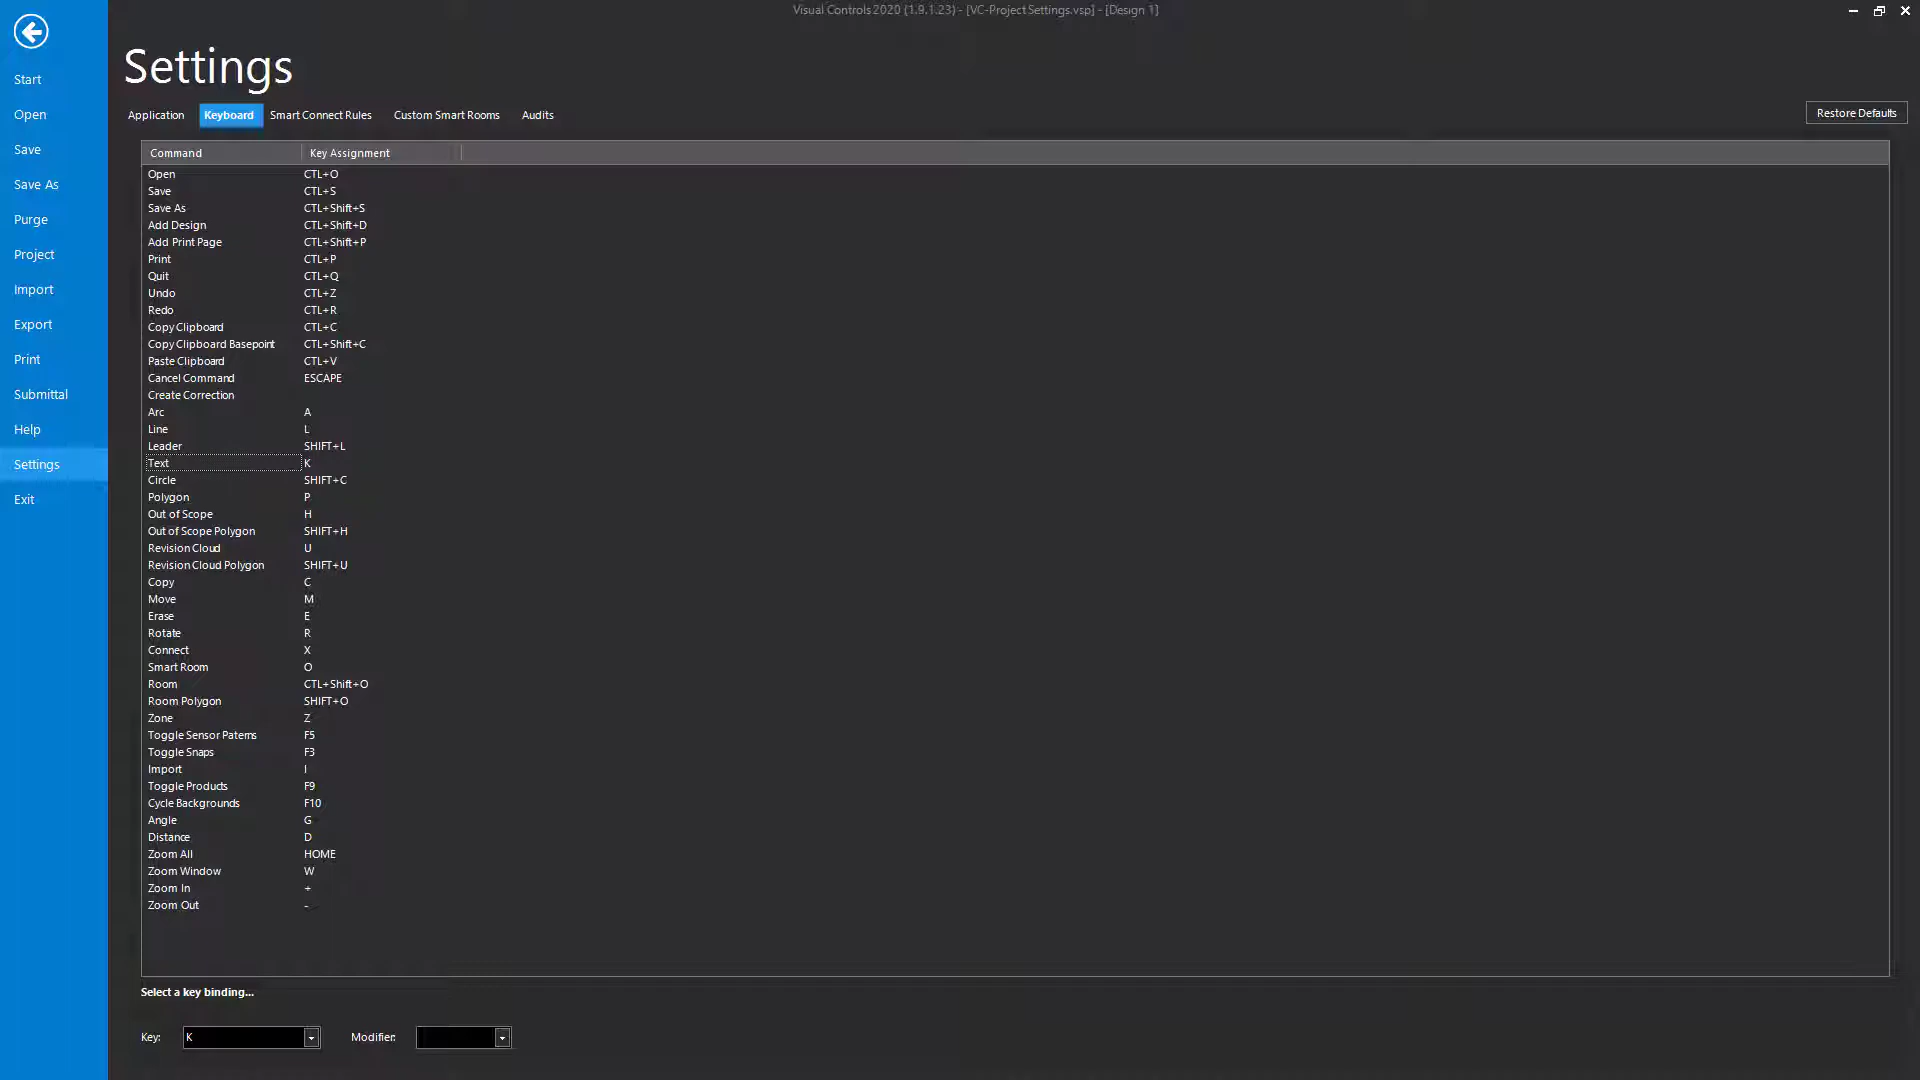 Visual Controls 2020 (1.9.1.23) - [VC-Project Settings.vsp] - [Design 1]
Settings
Start
Open
Save
Save As
Purge
Project
Import
Export
Print
Submittal
Help
Settings
Exit
Application Keyboard Smart Connect Rules Custom Smart Rooms Audits Restore Defaults
Command Key Assignment
Open CTL+O
Save CTL+S
Save As CTL+Shift+S
Add Design CTL+Shift+D
Add Print Page CTL+Shift+P
Print CTL+P
Quit CTL+Q
Undo CTL+Z
Redo CTL+R
Copy Clipboard CTL+C
Copy Clipboard Basepoint CTL+Shift+C
Paste Clipboard CTL+V
Cancel Command ESCAPE
Create Correction
Arc A
Line L
Leader SHIFT+L
Text K
Circle SHIFT+C
Polygon P
Out of Scope H
Out of Scope Polygon SHIFT+H
Revision Cloud U
Revision Cloud Polygon SHIFT+U
Copy C
Move M
Erase E
Rotate R
Connect X
Smart Room O
Room CTL+Shift+O
Room Polygon SHIFT+O
Zone Z
Toggle Sensor Paterns F5
Toggle Snaps F3
Import I
Toggle Products F9
Cycle Backgrounds F10
Angle G
Distance D
Zoom All HOME
Zoom Window W
Zoom In +
Zoom Out -
Select a key binding...
Key: K Modifier: